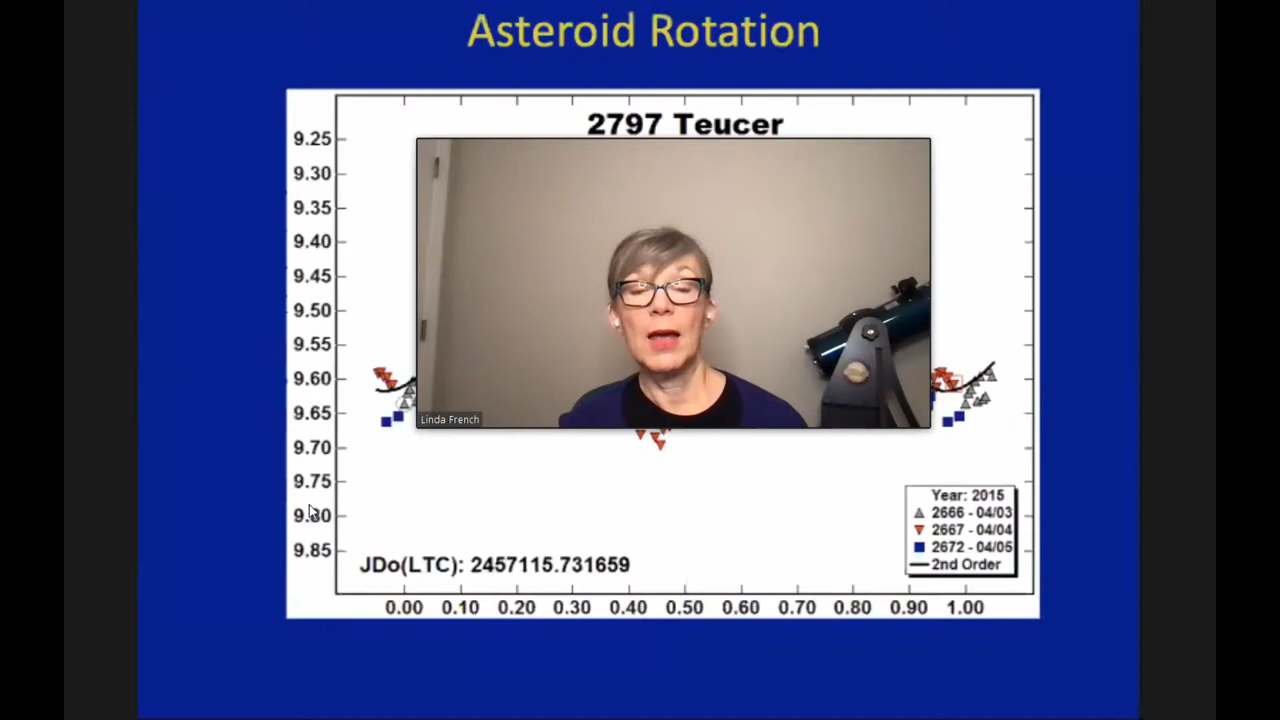 Asteroid Rotation
2797 Teucer
9.25
9.30
9.35
9.40
9.45
9.50
9.55
9.60
9.65
9.70
9.75
9.80
9.85
Linda French
Year: 2015
2666 - 04/03
2667 - 04/04
2672 - 04/05
2nd Order
JDo(LTC): 2457115.731659
0.00 0.10 0.20 0.30 0.40 0.50 0.60 0.70 0.80 0.90 1.00